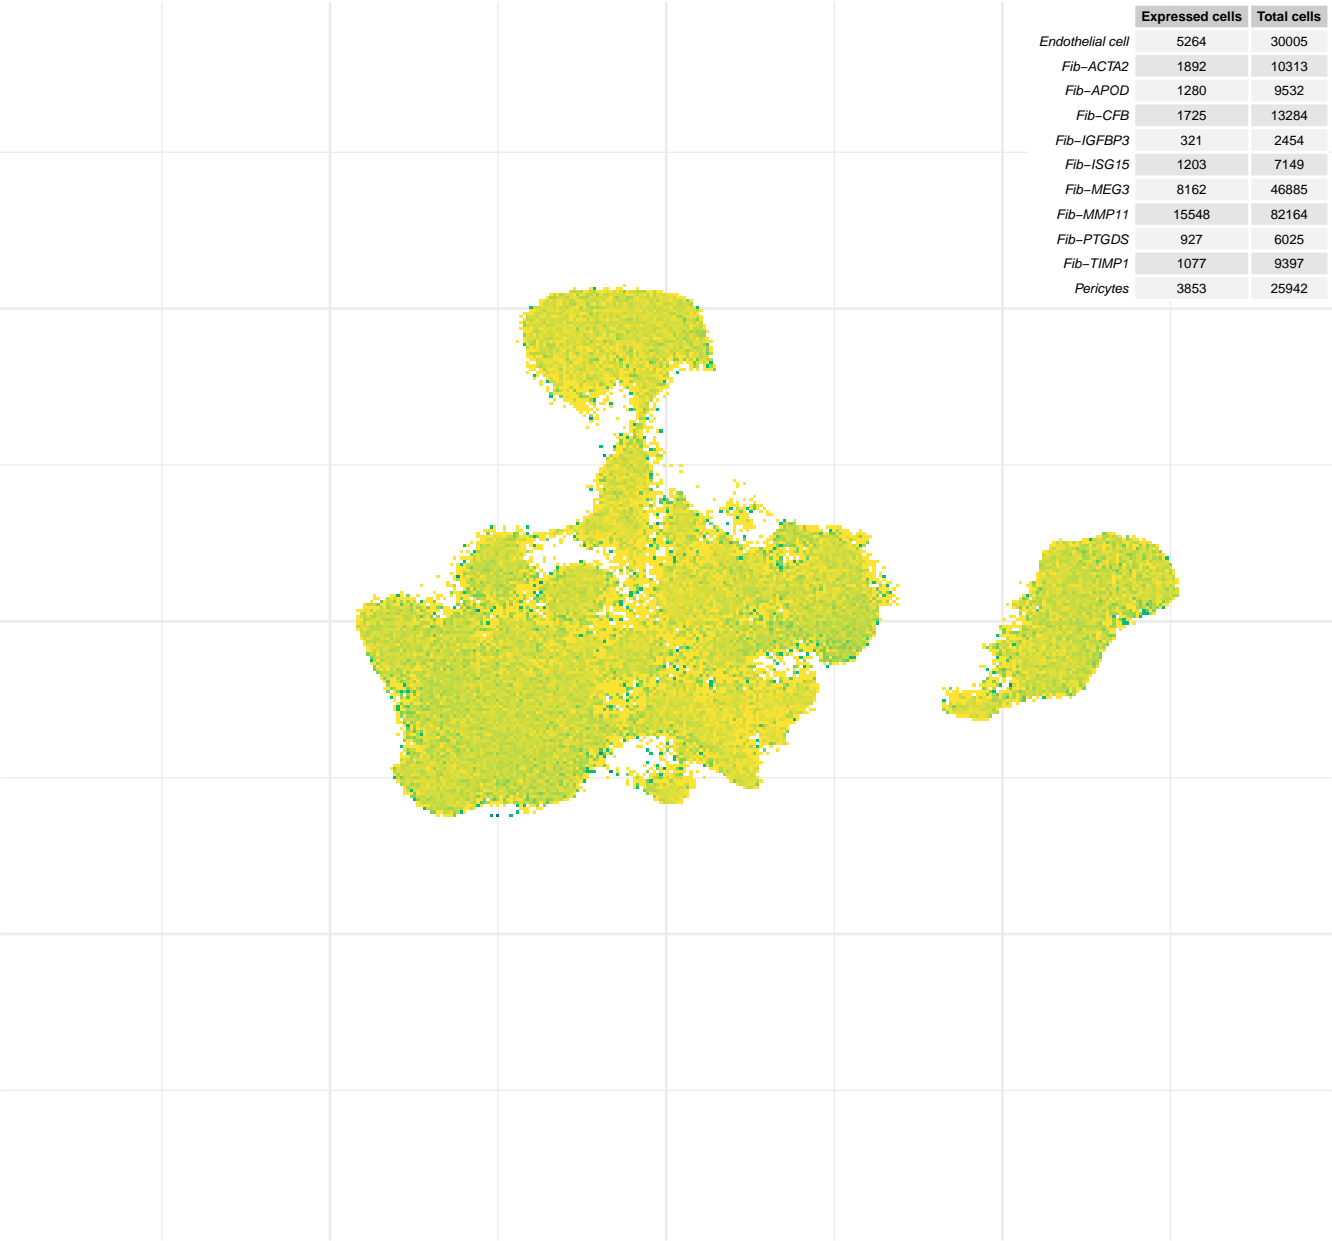 Expressed cells Total cells
Endothelial cell 5264 30005
Fib−ACTA2 1892 10313
Fib−APOD 1280 9532
Fib−CFB 1725 13284
Fib−IGFBP3 321 2454
Fib−ISG15 1203 7149
Fib−MEG3 8162 46885
Fib−MMP11 15548 82164
Fib−PTGDS 927 6025
Fib−TIMP1 1077 9397
Pericytes 3853 25942